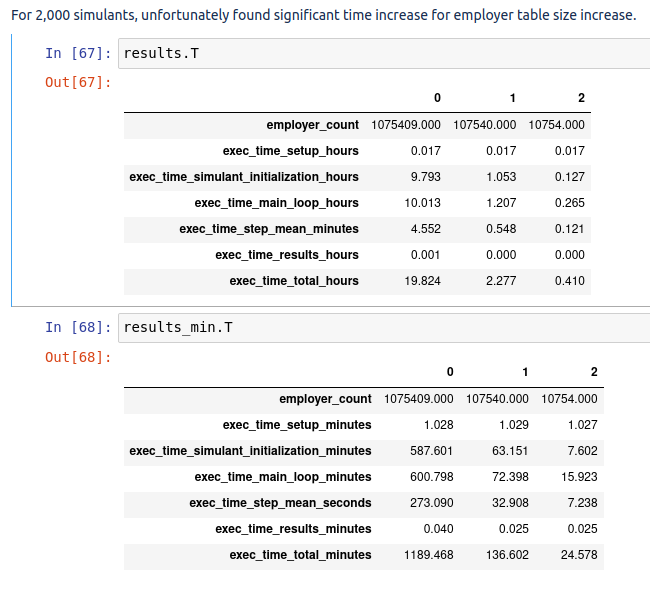 For 2,000 simulants, unfortunately found significant time increase for employer table size increase.
In [67]: results.T
Out[67]:
0 1 2
employer_count 1075409.000 107540.000 10754.000
exec_time_setup_hours 0.017 0.017 0.017
exec_time_simulant_initialization_hours 9.793 1.053 0.127
exec_time_main_loop_hours 10.013 1.207 0.265
exec_time_step_mean_minutes 4.552 0.548 0.121
exec_time_results_hours 0.001 0.000 0.000
exec_time_total_hours 19.824 2.277 0.410
In [68]: results_min.T
Out[68]:
0 1 2
employer_count 1075409.000 107540.000 10754.000
exec_time_setup_minutes 1.028 1.029 1.027
exec_time_simulant_initialization_minutes 587.601 63.151 7.602
exec_time_main_loop_minutes 600.798 72.398 15.923
exec_time_step_mean_seconds 273.090 32.908 7.238
exec_time_results_minutes 0.040 0.025 0.025
exec_time_total_minutes 1189.468 136.602 24.578